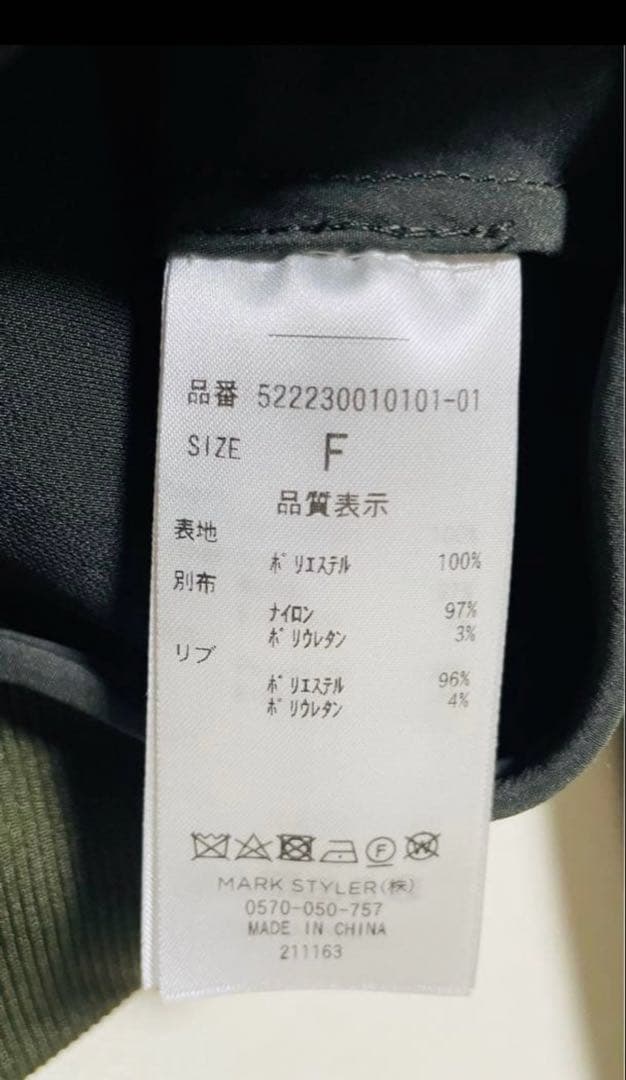 品番 522230010101-01
SIZE F
品質表示
表地
ポリエステル 100%
別布
ナイロン 97%
ポリウレタン 3%
リブ
ポリエステル 96%
ポリウレタン 4%
F W
MARK STYLER(株)
0570-050-757
MADE IN CHINA
211163